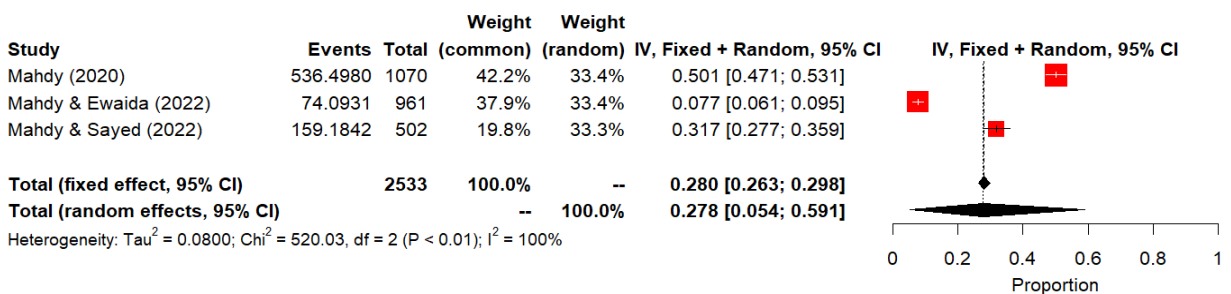 Weight Weight
Study Events Total (common) (random) IV, Fixed + Random, 95% CI IV, Fixed + Random, 95% CI
Mahdy (2020) 536.4980 1070 42.2% 33.4% 0.501 [0.471; 0.531]
Mahdy & Ewaida (2022) 74.0931 961 37.9% 33.4% 0.077 [0.061; 0.095]
Mahdy & Sayed (2022) 159.1842 502 19.8% 33.3% 0.317 [0.277; 0.359]
Total (fixed effect, 95% CI) 2533 100.0% -- 0.280 [0.263; 0.298]
Total (random effects, 95% CI) -- 100.0% 0.278 [0.054; 0.591]
Heterogeneity: Tau² = 0.0800; Chi² = 520.03, df = 2 (P < 0.01); I² = 100%
0 0.2 0.4 0.6 0.8 1
Proportion